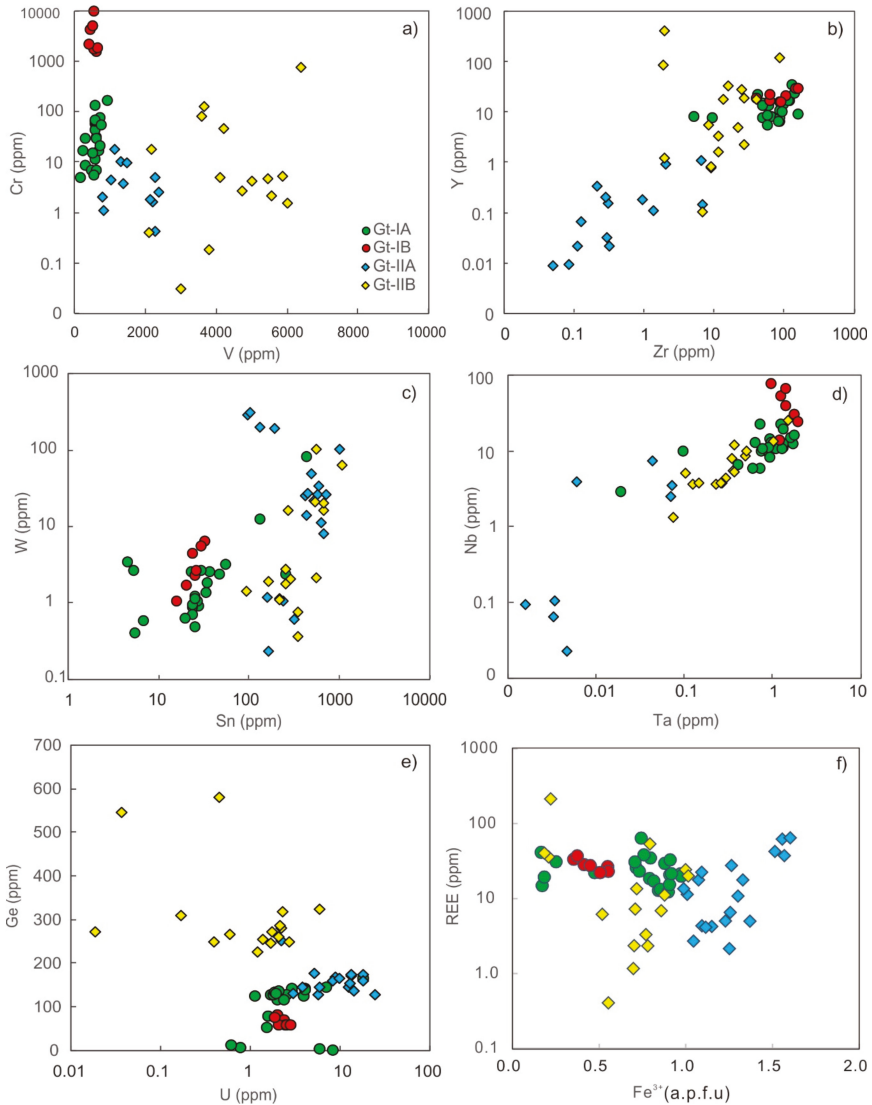 a)
10000
1000
100
10
1
0.1
0
Cr (ppm)
Gt-IA
Gt-IB
Gt-IIA
Gt-IIB
0 2000 4000 6000 8000 10000
V (ppm)
b)
1000
100
10
1
0.1
0.01
0
Y (ppm)
0 0.1 1 10 100 1000
Zr (ppm)
c)
1000
100
10
1
0.1
W (ppm)
1 10 100 1000 10000
Sn (ppm)
d)
100
10
1
0.1
0
Nb (ppm)
0 0.01 0.1 1 10
Ta (ppm)
e)
700
600
500
400
300
200
100
0
Ge (ppm)
0.01 0.1 1 10 100
U (ppm)
f)
1000
100
10
1.0
0.1
REE (ppm)
0.0 0.5 1.0 1.5 2.0
Fe³⁺(a.p.f.u)